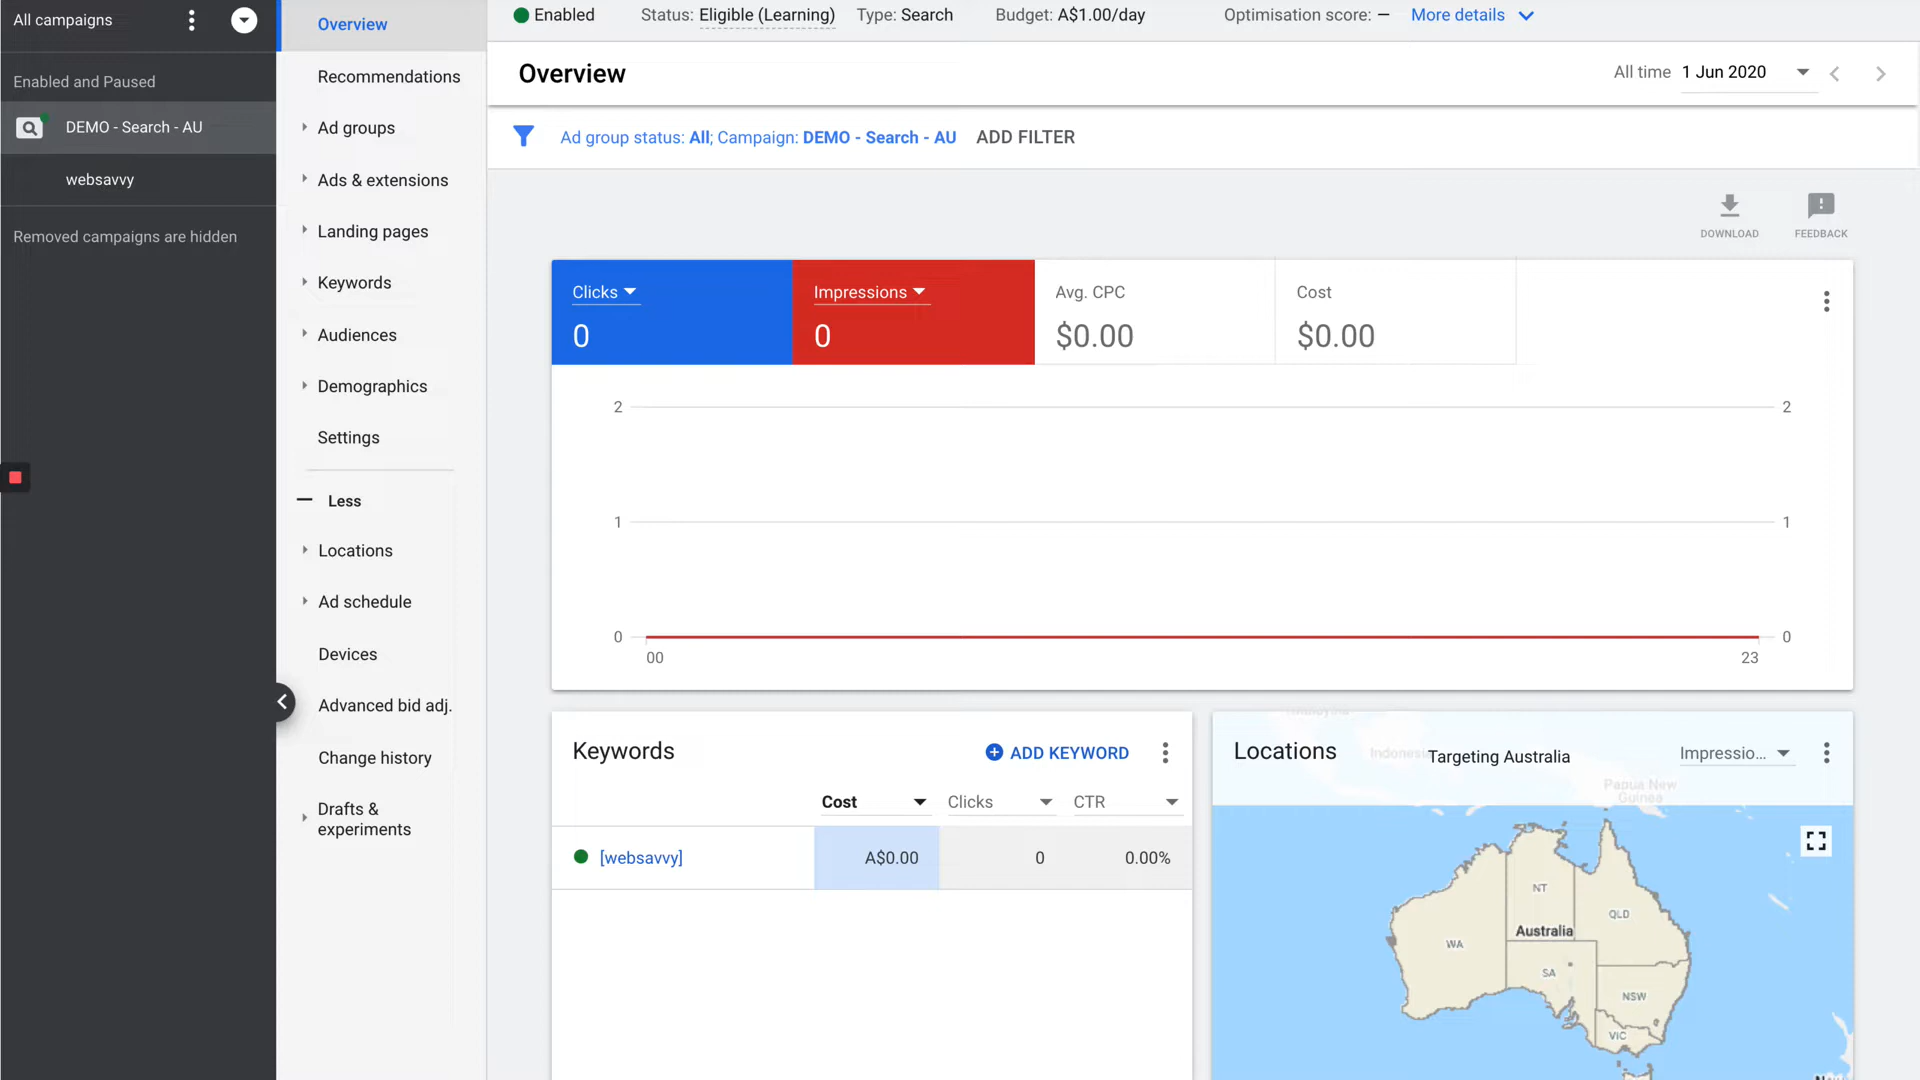 All campaigns
Enabled and Paused
DEMO - Search - AU
websavvy
Removed campaigns are hidden
Overview
Recommendations
Ad groups
Ads & extensions
Landing pages
Keywords
Audiences
Demographics
Settings
Less
Locations
Ad schedule
Devices
Advanced bid adj.
Change history
Drafts &
experiments
Enabled Status: Eligible (Learning) Type: Search Budget: A$1.00/day Optimisation score: — More details
Overview
All time 1 Jun 2020
Ad group status: All; Campaign: DEMO - Search - AU ADD FILTER
DOWNLOAD FEEDBACK
Clicks Impressions Avg. CPC Cost
0 0 $0.00 $0.00
2 2
1 1
0 0
00 23
Keywords ADD KEYWORD
Cost Clicks CTR
[websavvy] A$0.00 0 0.00%
Locations Targeting Australia Impressio...
Papua New
Guinea
NT
QLD
Australia
WA
SA
NSW
VIC